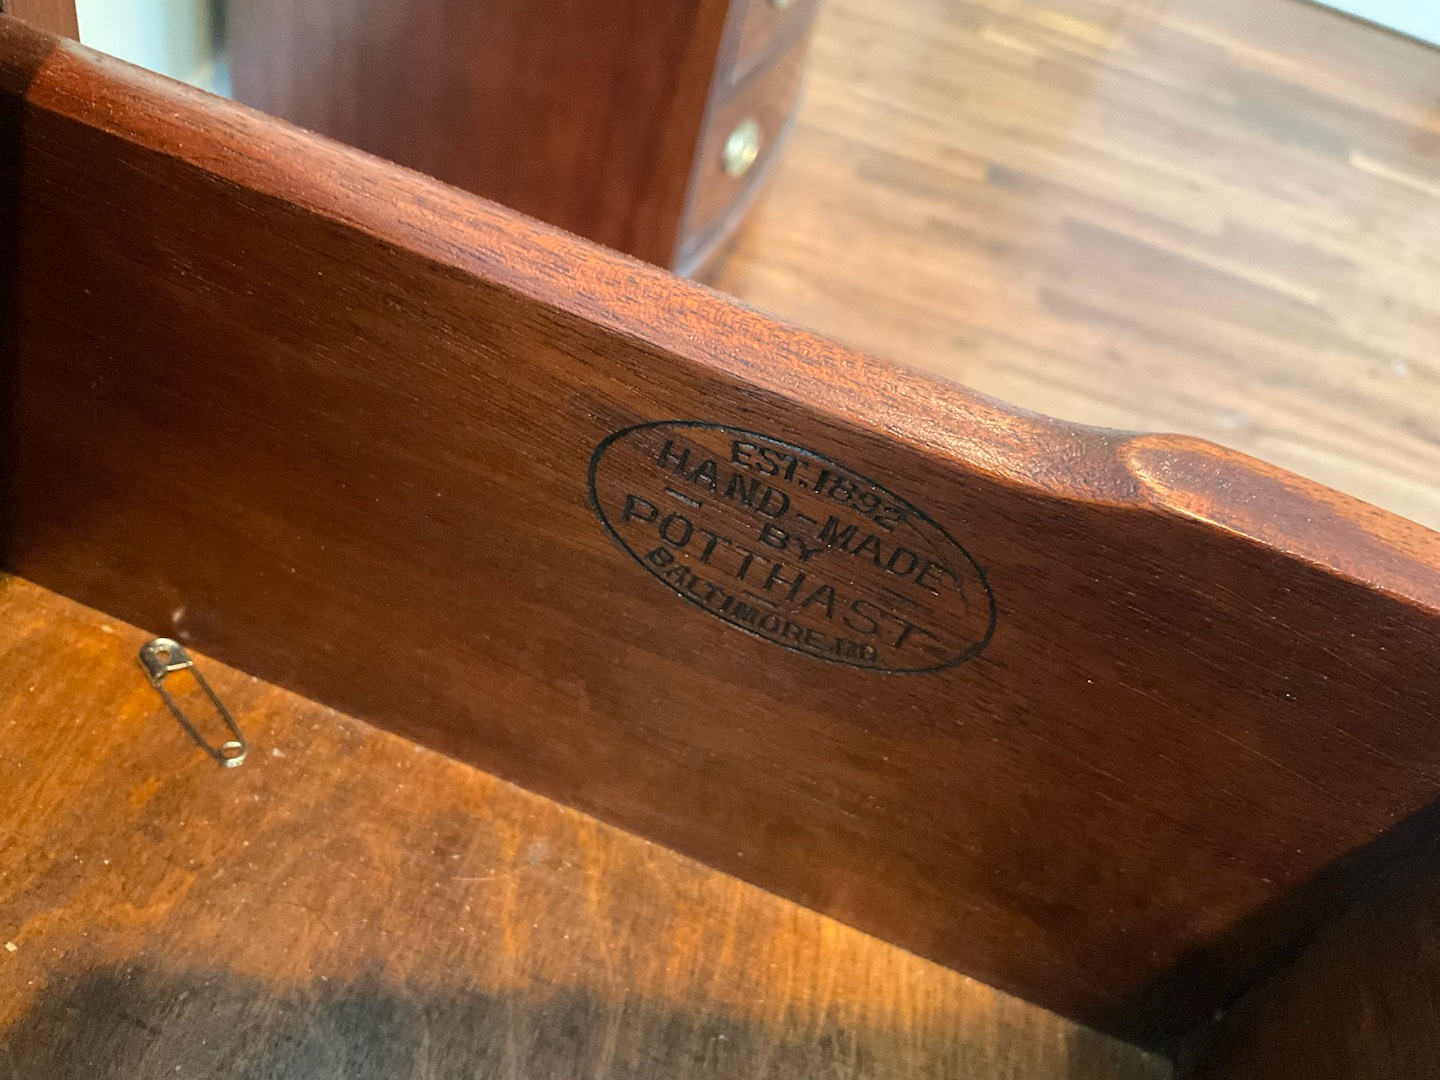 EST. 1892
HAND-MADE
BY
POTTHAST
BALTIMORE, MD.